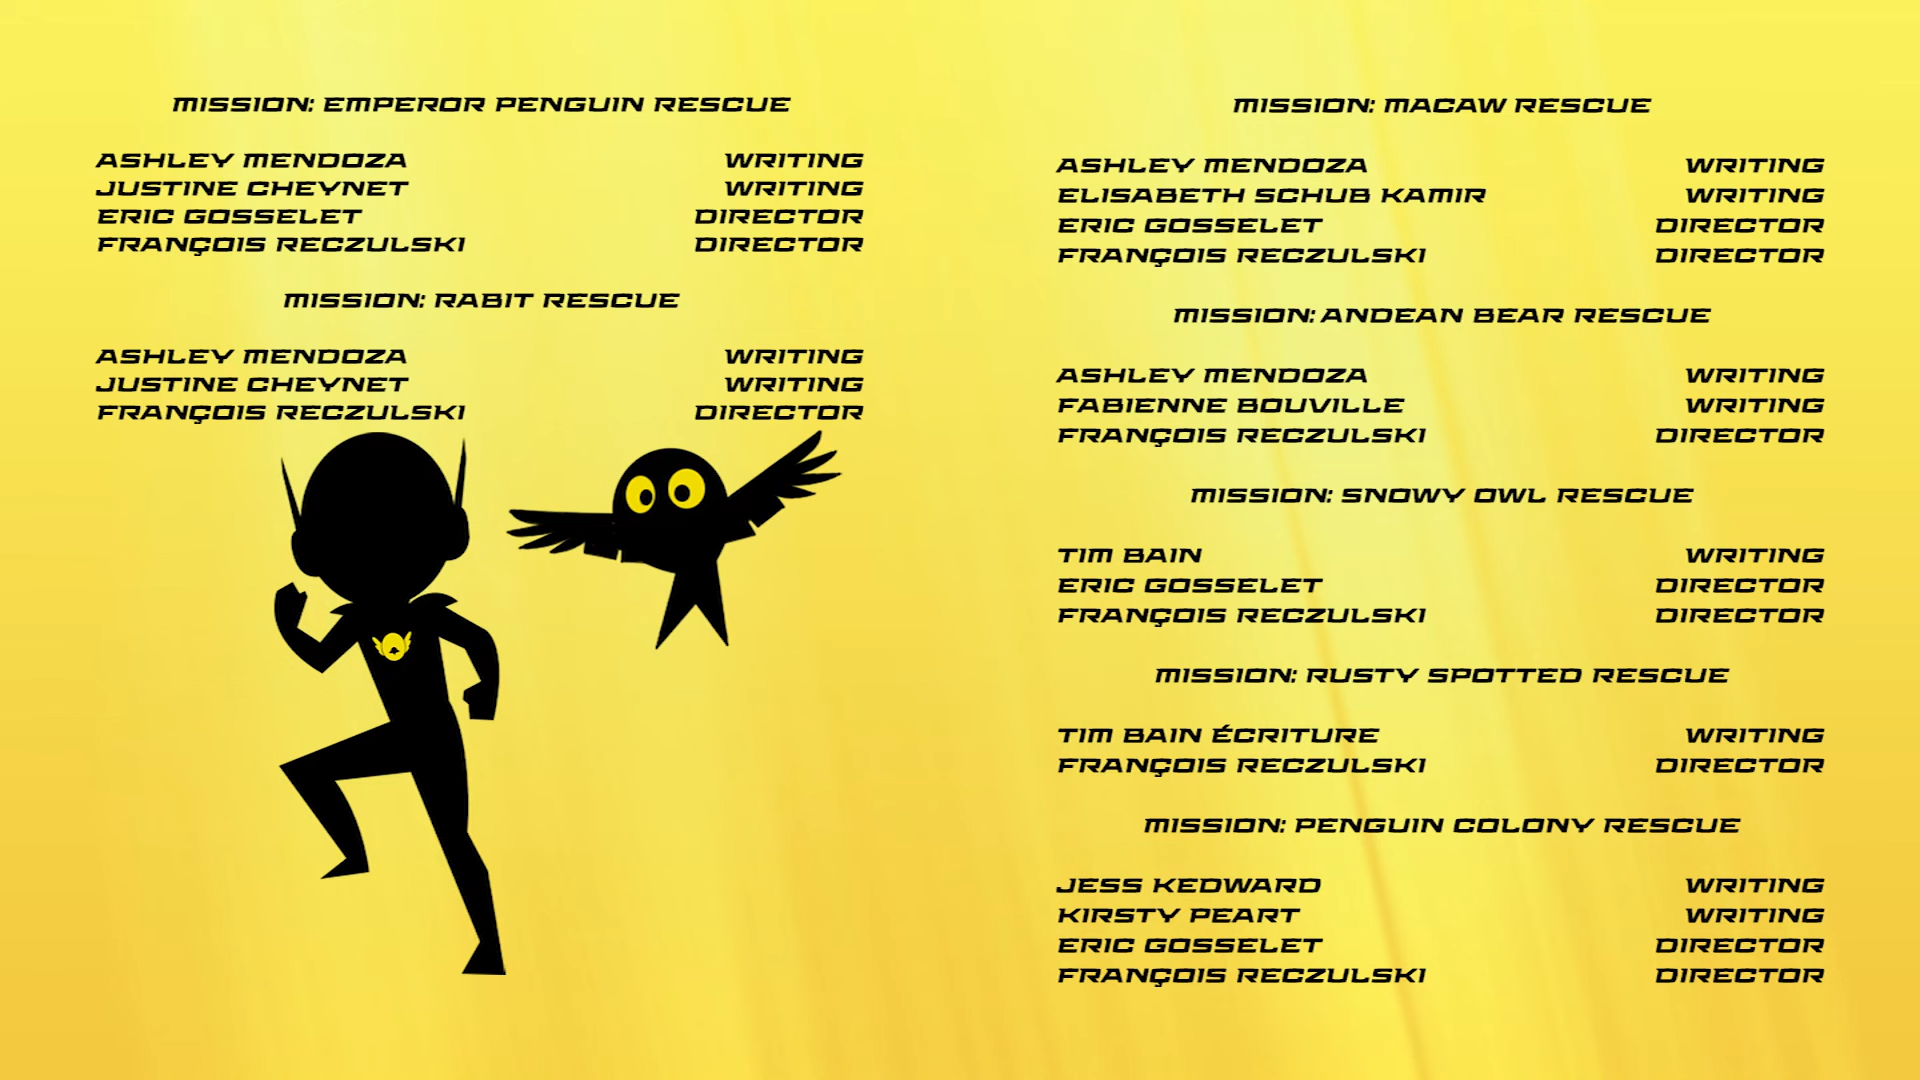 MISSION: EMPEROR PENGUIN RESCUE
ASHLEY MENDOZA WRITING
JUSTINE CHEYNET WRITING
ERIC GOSSELET DIRECTOR
FRANÇOIS RECZULSKI DIRECTOR
MISSION: RABIT RESCUE
ASHLEY MENDOZA WRITING
JUSTINE CHEYNET WRITING
FRANÇOIS RECZULSKI DIRECTOR
MISSION: MACAW RESCUE
ASHLEY MENDOZA WRITING
ELISABETH SCHUB KAMIR WRITING
ERIC GOSSELET DIRECTOR
FRANÇOIS RECZULSKI DIRECTOR
MISSION: ANDEAN BEAR RESCUE
ASHLEY MENDOZA WRITING
FABIENNE BOUVILLE WRITING
FRANÇOIS RECZULSKI DIRECTOR
MISSION: SNOWY OWL RESCUE
TIM BAIN WRITING
ERIC GOSSELET DIRECTOR
FRANÇOIS RECZULSKI DIRECTOR
MISSION: RUSTY SPOTTED RESCUE
TIM BAIN ÉCRITURE WRITING
FRANÇOIS RECZULSKI DIRECTOR
MISSION: PENGUIN COLONY RESCUE
JESS KEDWARD WRITING
KIRSTY PEART WRITING
ERIC GOSSELET DIRECTOR
FRANÇOIS RECZULSKI DIRECTOR